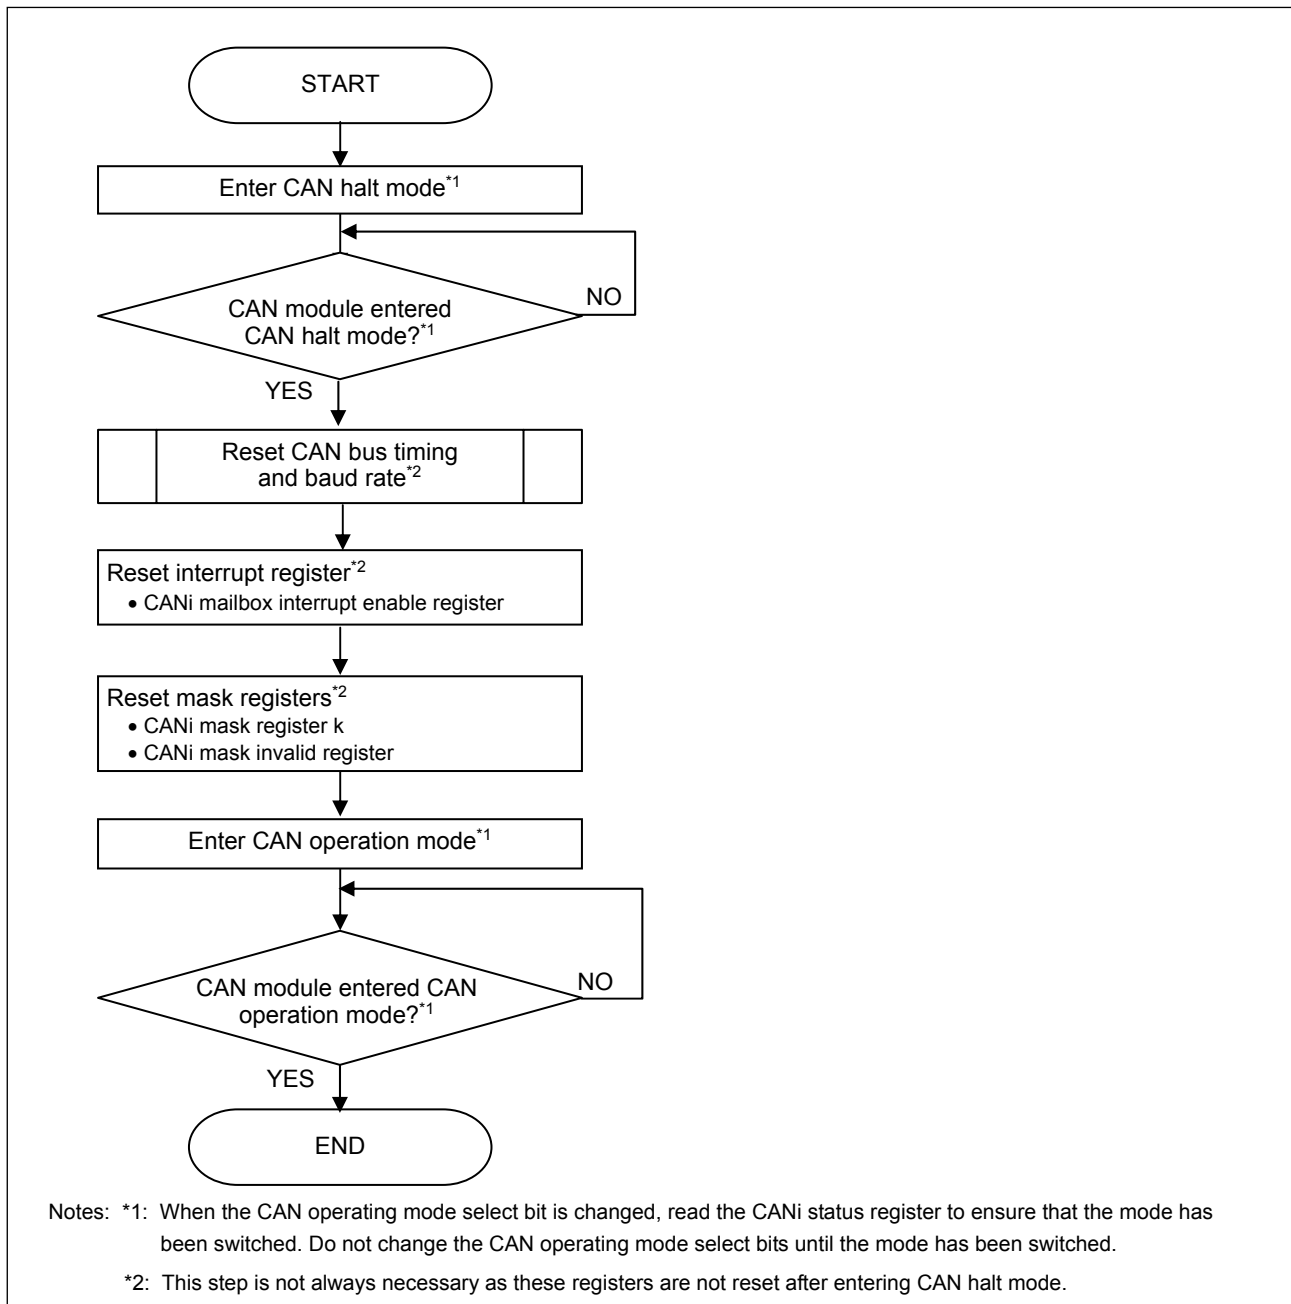 START
Enter CAN halt mode*1
CAN module entered
CAN halt mode?*1
NO
YES
Reset CAN bus timing
and baud rate*2
Reset interrupt register*2
• CANi mailbox interrupt enable register
Reset mask registers*2
• CANi mask register k
• CANi mask invalid register
Enter CAN operation mode*1
CAN module entered CAN
operation mode?*1
NO
YES
END
Notes: *1: When the CAN operating mode select bit is changed, read the CANi status register to ensure that the mode has
been switched. Do not change the CAN operating mode select bits until the mode has been switched.
*2: This step is not always necessary as these registers are not reset after entering CAN halt mode.